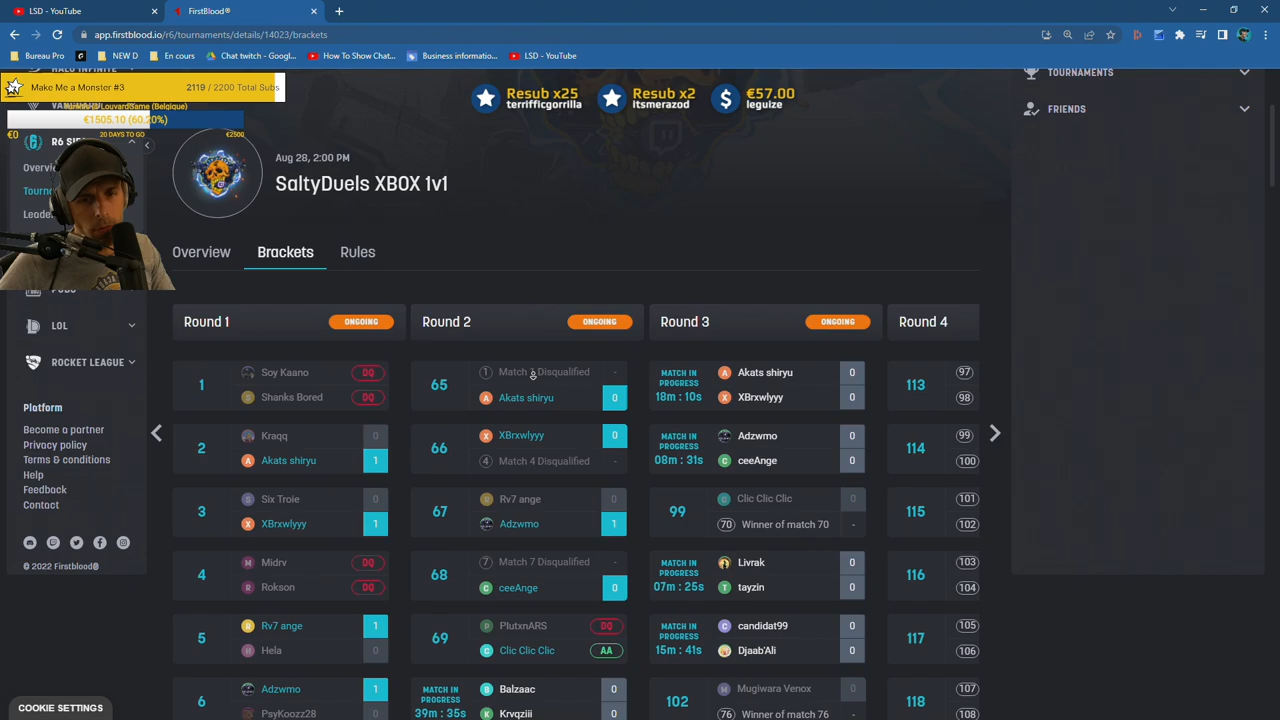 LSD - YouTube
FirstBlood®
app.firstblood.io/r6/tournaments/details/14023/brackets
Bureau Pro
NEW D
En cours
Chat twitch - Googl...
How To Show Chat...
Business informatio...
LSD - YouTube
Make Me a Monster #3
2119 / 2200 Total Subs
(Belgique)
€1505.10 (60.20%)
€0
20 DAYS TO GO
€2500
Resub x25
terrifficgorilla
Resub x2
itsmerazod
€57.00
leguize
TOURNAMENTS
FRIENDS
Aug 28, 2:00 PM
SaltyDuels XBOX 1v1
Overview
Brackets
Rules
LOL
ROCKET LEAGUE
Platform
Become a partner
Privacy policy
Terms & conditions
Help
Feedback
Contact
© 2022 Firstblood®
COOKIE SETTINGS
Round 1
ONGOING
1
Soy Kaano
DQ
Shanks Bored
DQ
2
Kraqq
0
Akats shiryu
1
3
Six Troie
0
XBrxwlyyy
1
4
Midrv
DQ
Rokson
DQ
5
Rv7 ange
1
Hela
0
6
Adzwmo
1
PsyKoozz28
0
Round 2
ONGOING
65
1
Match
Disqualified
-
A
Akats shiryu
0
66
X
XBrxwlyyy
0
4
Match 4 Disqualified
-
67
Rv7 ange
0
Adzwmo
1
68
7
Match 7 Disqualified
-
C
ceeAnge
0
69
P
PlutxnARS
DQ
C
Clic Clic Clic
AA
MATCH IN
PROGRESS
39m : 35s
B
Balzaac
0
K
Krvqziii
0
Round 3
ONGOING
MATCH IN
PROGRESS
18m : 10s
A
Akats shiryu
0
X
XBrxwlyyy
0
MATCH IN
PROGRESS
08m : 31s
Adzwmo
0
C
ceeAnge
0
99
C
Clic Clic Clic
0
70
Winner of match 70
-
MATCH IN
PROGRESS
07m : 25s
Livrak
0
T
tayzin
0
MATCH IN
PROGRESS
15m : 41s
C
candidat99
0
Djaab'Ali
0
102
M
Mugiwara Venox
0
76
Winner of match 76
-
Round 4
113
97
98
114
99
100
115
101
102
116
103
104
117
105
106
118
107
108